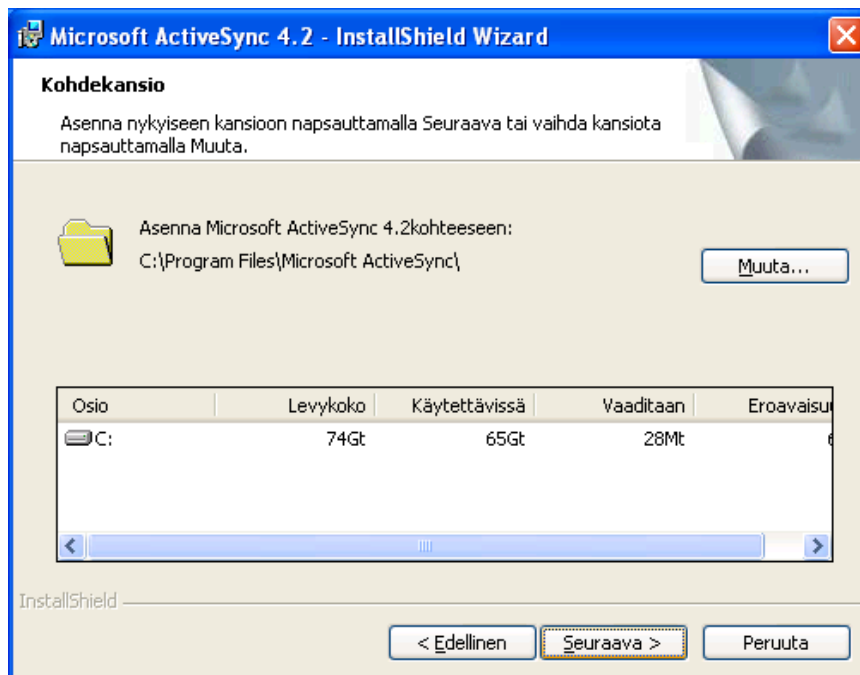 Microsoft ActiveSync 4.2 - InstallShield Wizard
Kohdekansio
Asenna nykyiseen kansioon napsauttamalla Seuraava tai vaihda kansiota
napsauttamalla Muuta.
Asenna Microsoft ActiveSync 4.2kohteeseen:
C:\Program Files\Microsoft ActiveSync\
Muuta...
Osio Levykoko Käytettävissä Vaaditaan Eroavaisu
C: 74Gt 65Gt 28Mt
InstallShield
< Edellinen Seuraava > Peruuta